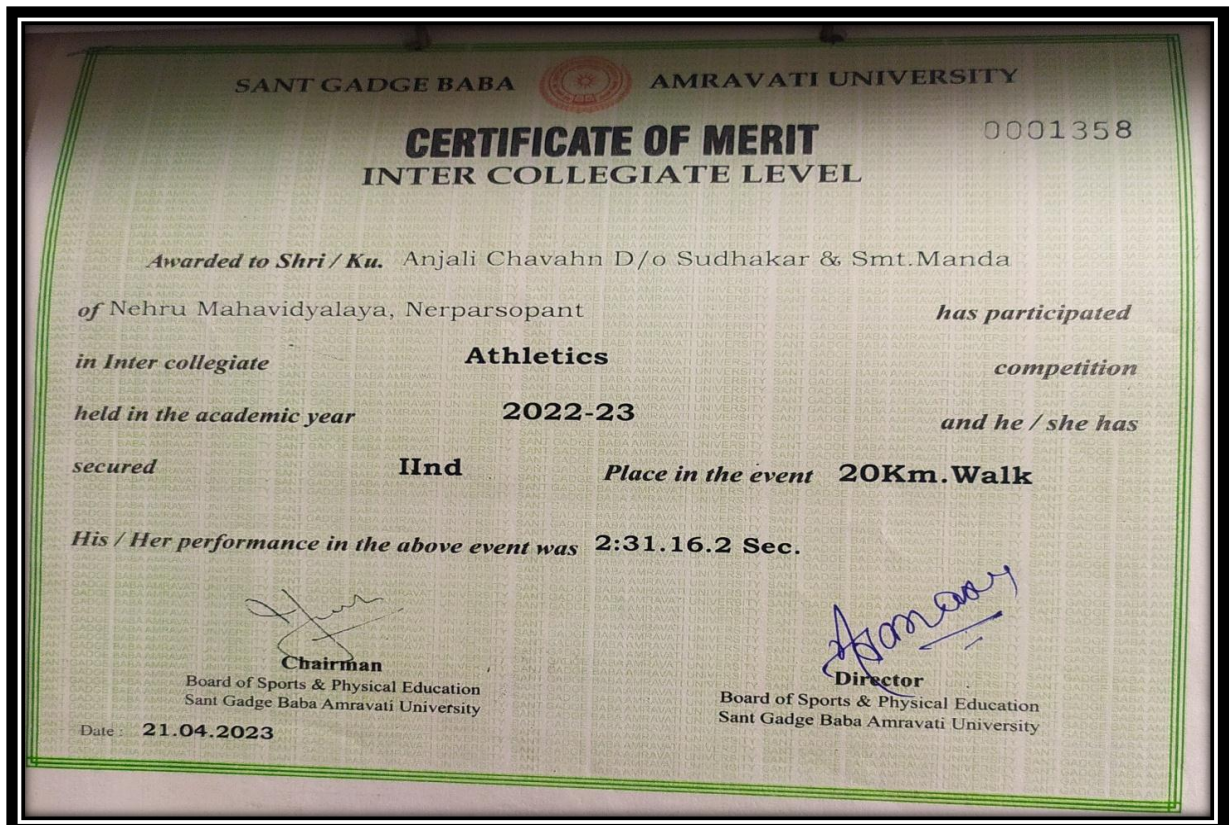 SANT GADGE BABA AMRAVATI UNIVERSITY
CERTIFICATE OF MERIT
0001358
INTER COLLEGIATE LEVEL
Awarded to Shri / Ku. Anjali Chavahn D/o Sudhakar & Smt.Manda
of Nehru Mahavidyalaya, Nerparsopant has participated
in Inter collegiate Athletics competition
held in the academic year 2022-23 and he / she has
secured IInd Place in the event 20Km.Walk
His / Her performance in the above event was 2:31.16.2 Sec.
Chairman
Board of Sports & Physical Education
Sant Gadge Baba Amravati University
Director
Board of Sports & Physical Education
Sant Gadge Baba Amravati University
Date : 21.04.2023